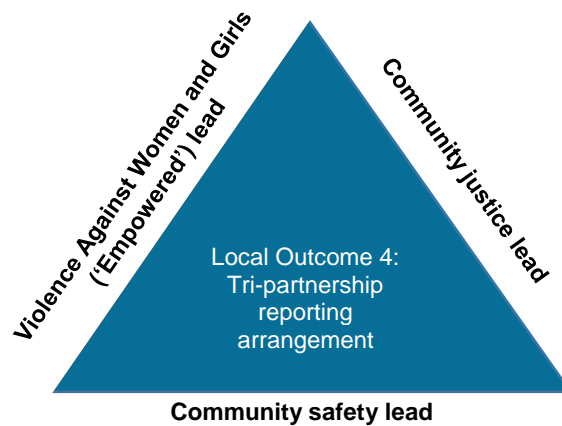 Violence Against Women and Girls
(‘Empowered’) lead
Community justice lead
Local Outcome 4:
Tri-partnership
reporting
arrangement
Community safety lead